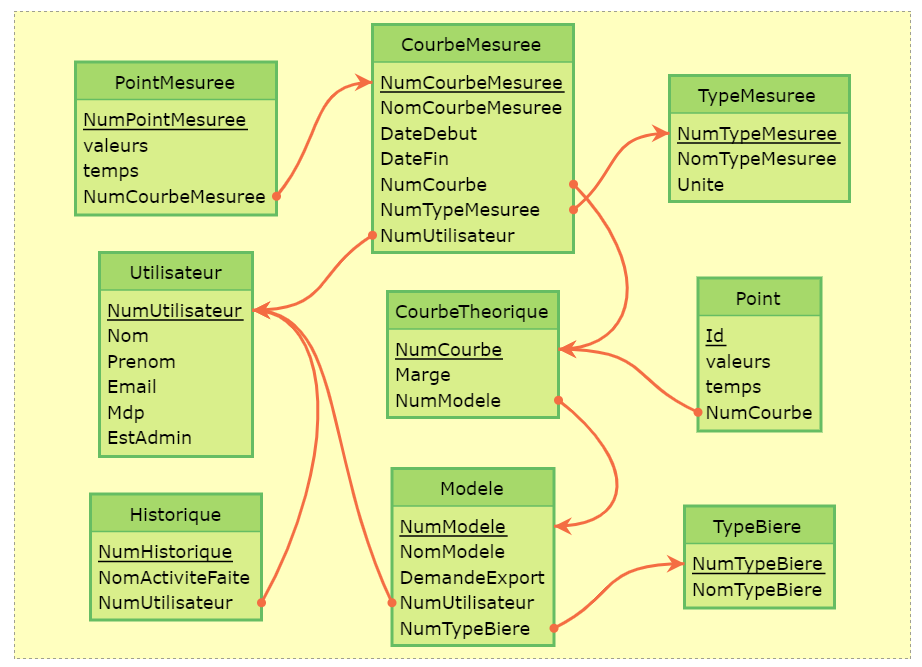 PointMesuree
NumPointMesuree
valeurs
temps
NumCourbeMesuree
CourbeMesuree
NumCourbeMesuree
NomCourbeMesuree
DateDebut
DateFin
NumCourbe
NumTypeMesuree
NumUtilisateur
TypeMesuree
NumTypeMesuree
NomTypeMesuree
Unite
Utilisateur
NumUtilisateur
Nom
Prenom
Email
Mdp
EstAdmin
CourbeTheorique
NumCourbe
Marge
NumModele
Point
Id
valeurs
temps
NumCourbe
Historique
NumHistorique
NomActiviteFaite
NumUtilisateur
Modele
NumModele
NomModele
DemandeExport
NumUtilisateur
NumTypeBiere
TypeBiere
NumTypeBiere
NomTypeBiere